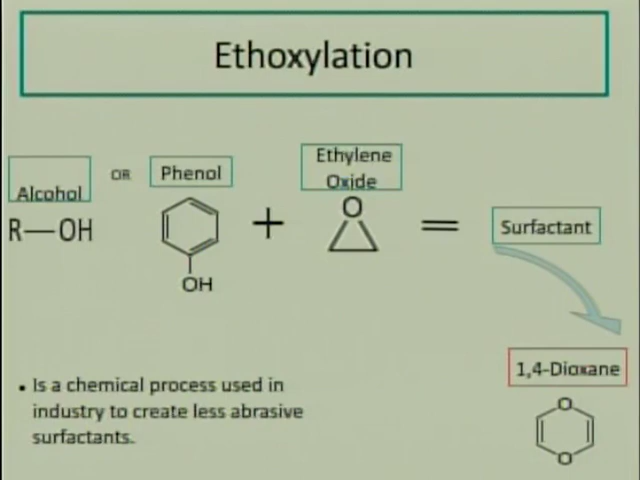 Ethoxylation
Alcohol
OR
Phenol
Ethylene
Oxide
Surfactant
R—OH
+
O
=
OH
1,4-Dioxane
O
O
• Is a chemical process used in
industry to create less abrasive
surfactants.